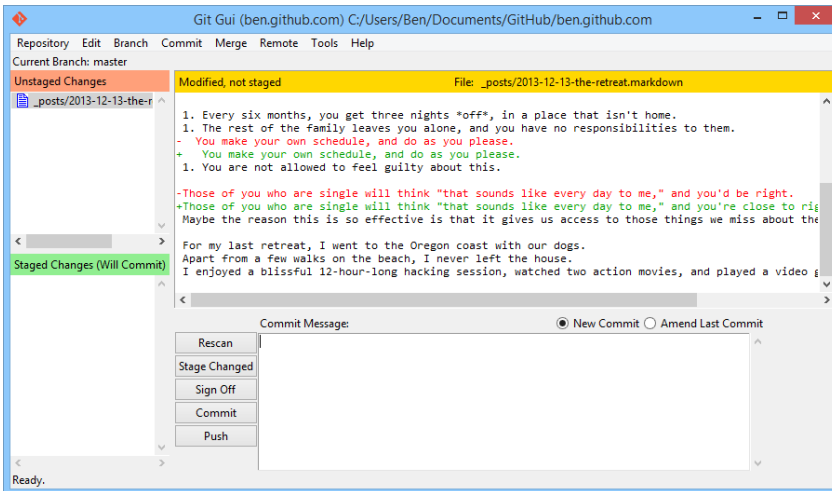 Git Gui (ben.github.com) C:/Users/Ben/Documents/GitHub/ben.github.com
Repository Edit Branch Commit Merge Remote Tools Help
Current Branch: master
Unstaged Changes
_posts/2013-12-13-the-r
Staged Changes (Will Commit)
Modified, not staged File: _posts/2013-12-13-the-retreat.markdown
1. Every six months, you get three nights *off*, in a place that isn't home.
1. The rest of the family leaves you alone, and you have no responsibilities to them.
-  You make your own schedule, and do as you please.
+   You make your own schedule, and do as you please.
1. You are not allowed to feel guilty about this.
-Those of you who are single will think "that sounds like every day to me," and you'd be right.
+Those of you who are single will think "that sounds like every day to me," and you're close to rig
Maybe the reason this is so effective is that it gives us access to those things we miss about the
For my last retreat, I went to the Oregon coast with our dogs.
Apart from a few walks on the beach, I never left the house.
I enjoyed a blissful 12-hour-long hacking session, watched two action movies, and played a video g
Commit Message: New Commit Amend Last Commit
Rescan
Stage Changed
Sign Off
Commit
Push
Ready.